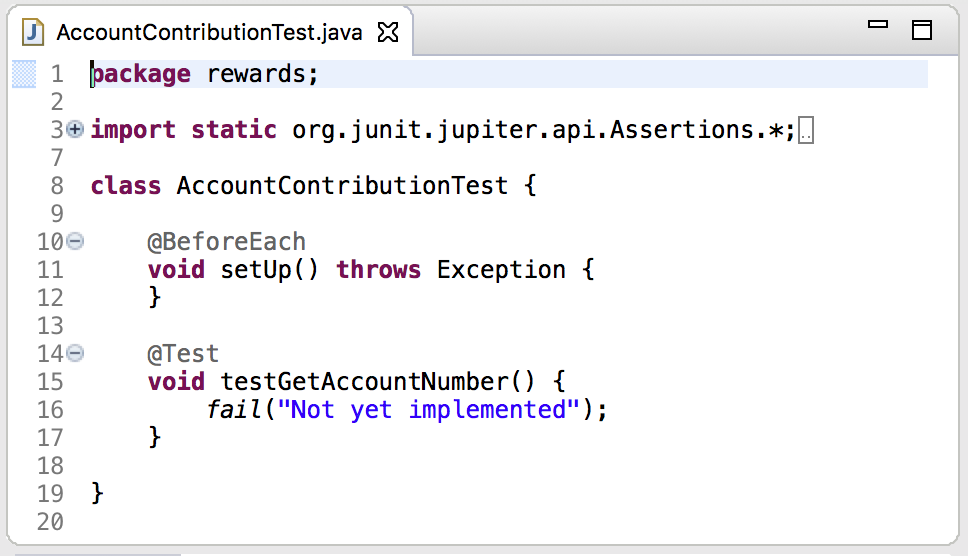 AccountContributionTest.java
1 package rewards;
2
3 import static org.junit.jupiter.api.Assertions.*;
7
8 class AccountContributionTest {
9
10 @BeforeEach
11 void setUp() throws Exception {
12 }
13
14 @Test
15 void testGetAccountNumber() {
16 fail("Not yet implemented");
17 }
18
19 }
20